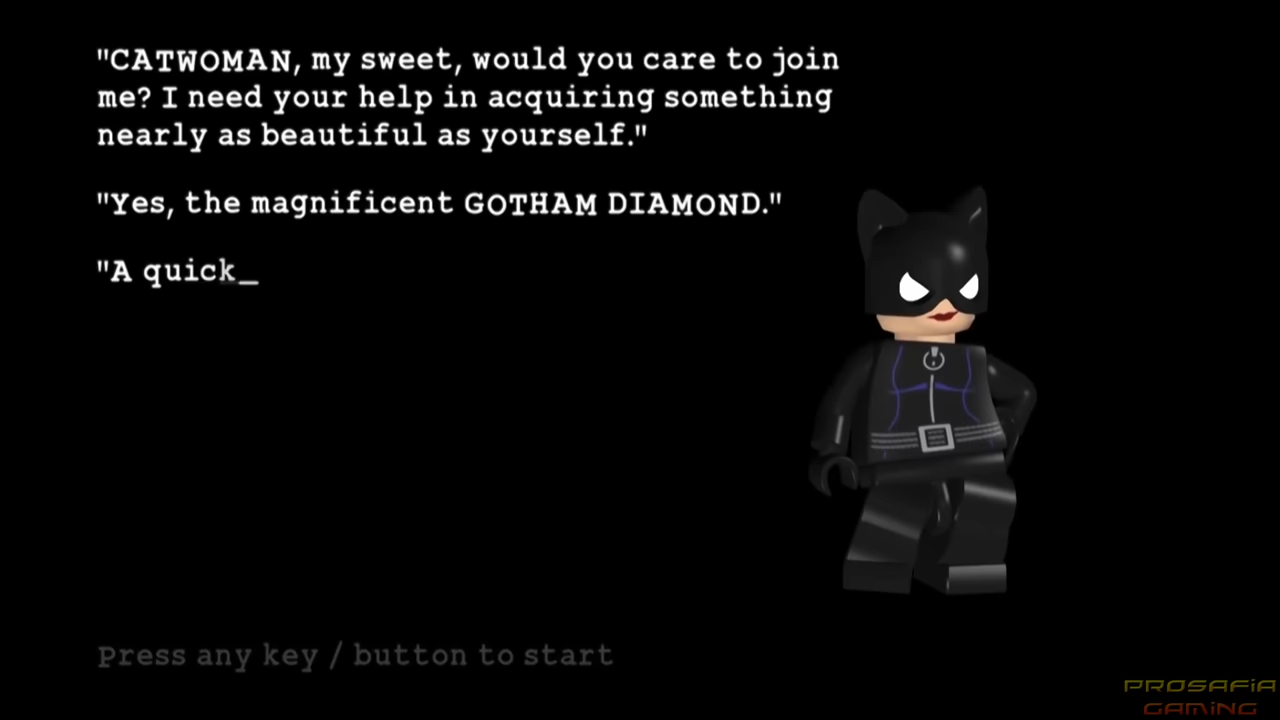 "CATWOMAN, my sweet, would you care to join
me? I need your help in acquiring something
nearly as beautiful as yourself."
"Yes, the magnificent GOTHAM DIAMOND."
"A quick_
Press any key / button to start
PROSAFiA
GAMiNG